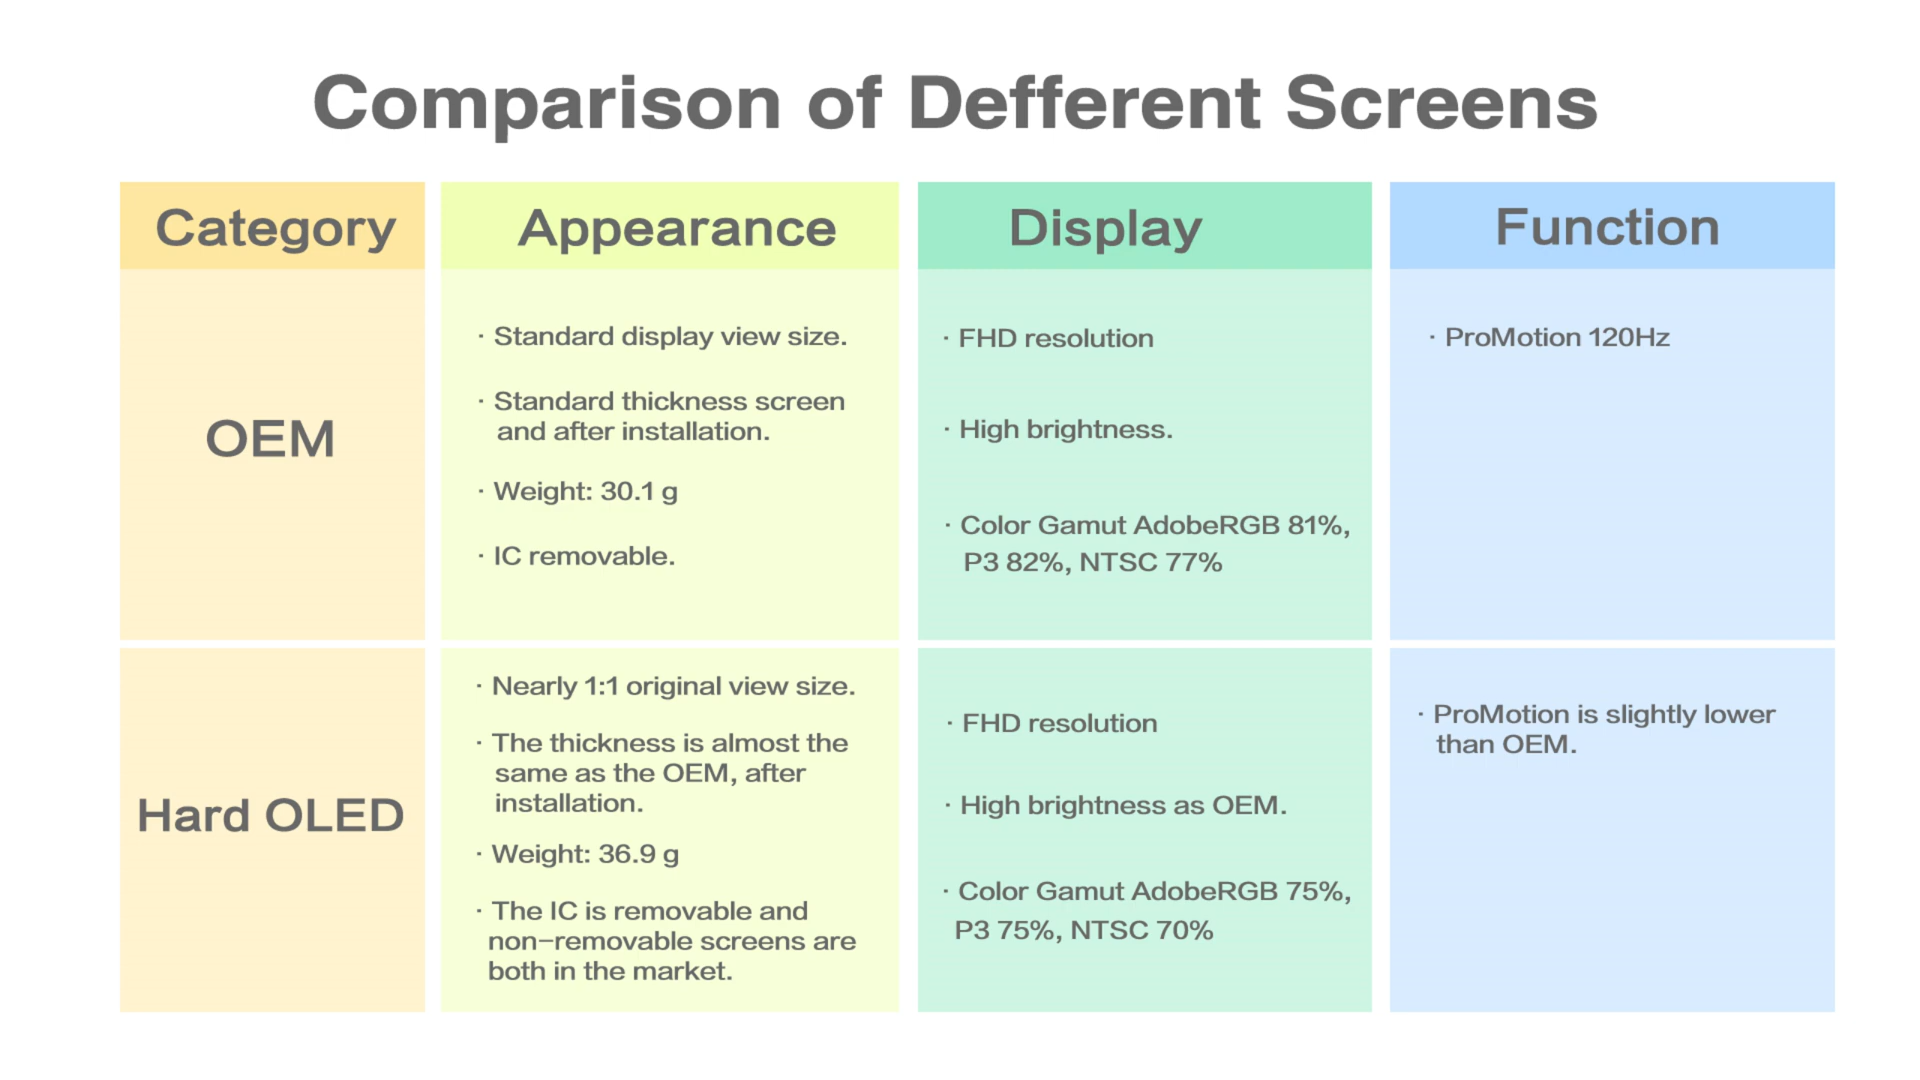 Comparison of Defferent Screens
Category
Appearance
Display
Function
OEM
· Standard display view size.
· Standard thickness screen
and after installation.
· Weight: 30.1 g
· IC removable.
· FHD resolution
· High brightness.
· Color Gamut AdobeRGB 81%,
P3 82%, NTSC 77%
· ProMotion 120Hz
Hard OLED
· Nearly 1:1 original view size.
· The thickness is almost the
same as the OEM, after
installation.
· Weight: 36.9 g
· The IC is removable and
non-removable screens are
both in the market.
· FHD resolution
· High brightness as OEM.
· Color Gamut AdobeRGB 75%,
P3 75%, NTSC 70%
· ProMotion is slightly lower
than OEM.